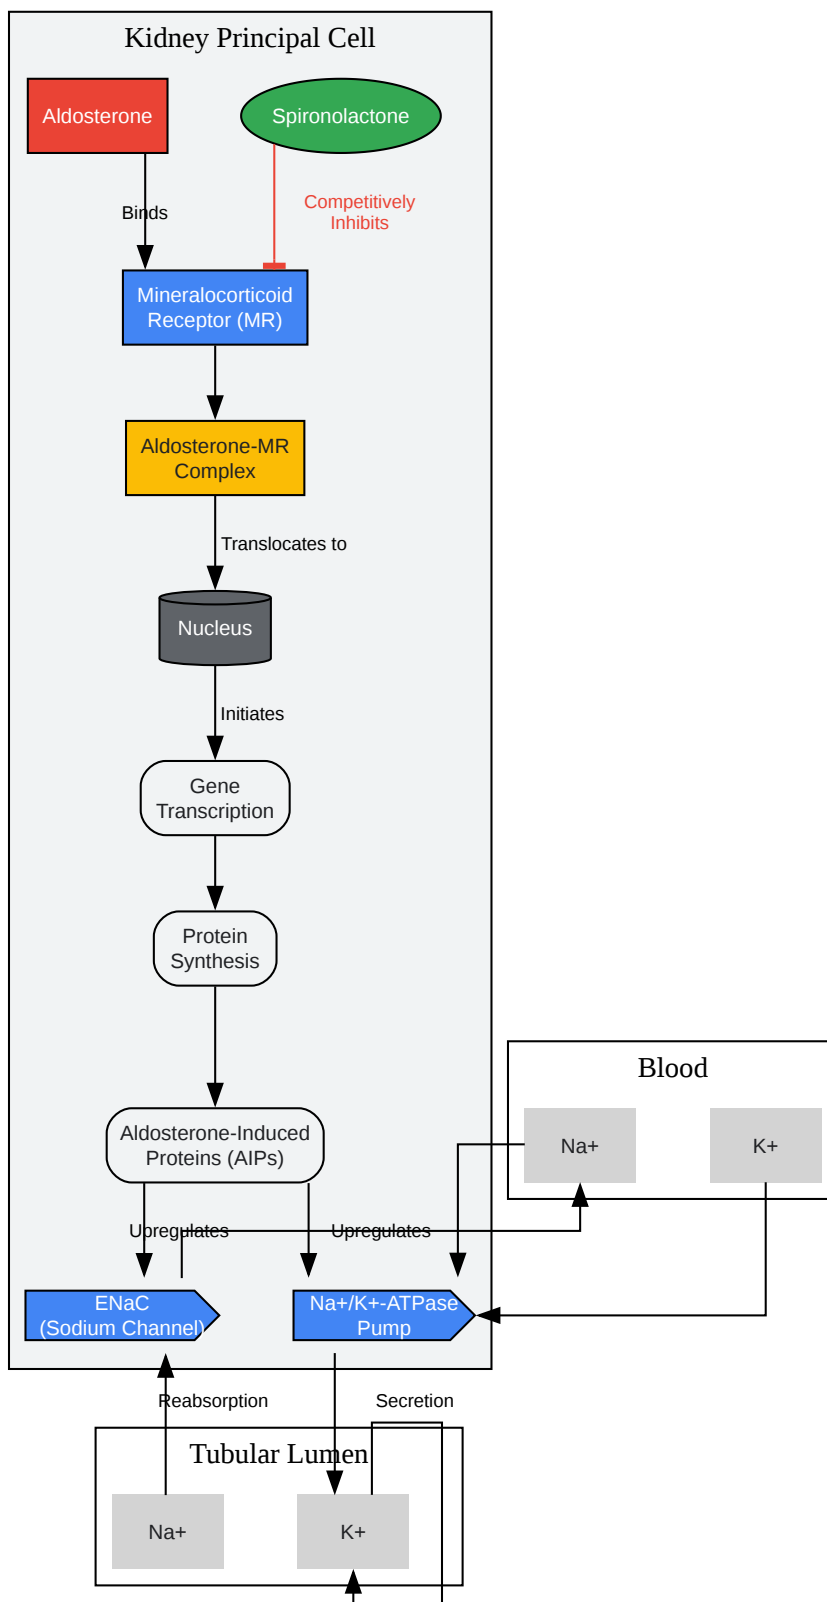 Kidney Principal Cell
Aldosterone
Spironolactone
Binds
Competitively
Inhibits
Mineralocorticoid
Receptor (MR)
Aldosterone-MR
Complex
Translocates to
Nucleus
Initiates
Gene
Transcription
Protein
Synthesis
Blood
Na+
K+
Aldosterone-Induced
Proteins (AIPs)
Upregulates
Upregulates
ENaC
(Sodium Channel)
Na+/K+-ATPase
Pump
Reabsorption
Secretion
Tubular Lumen
Na+
K+